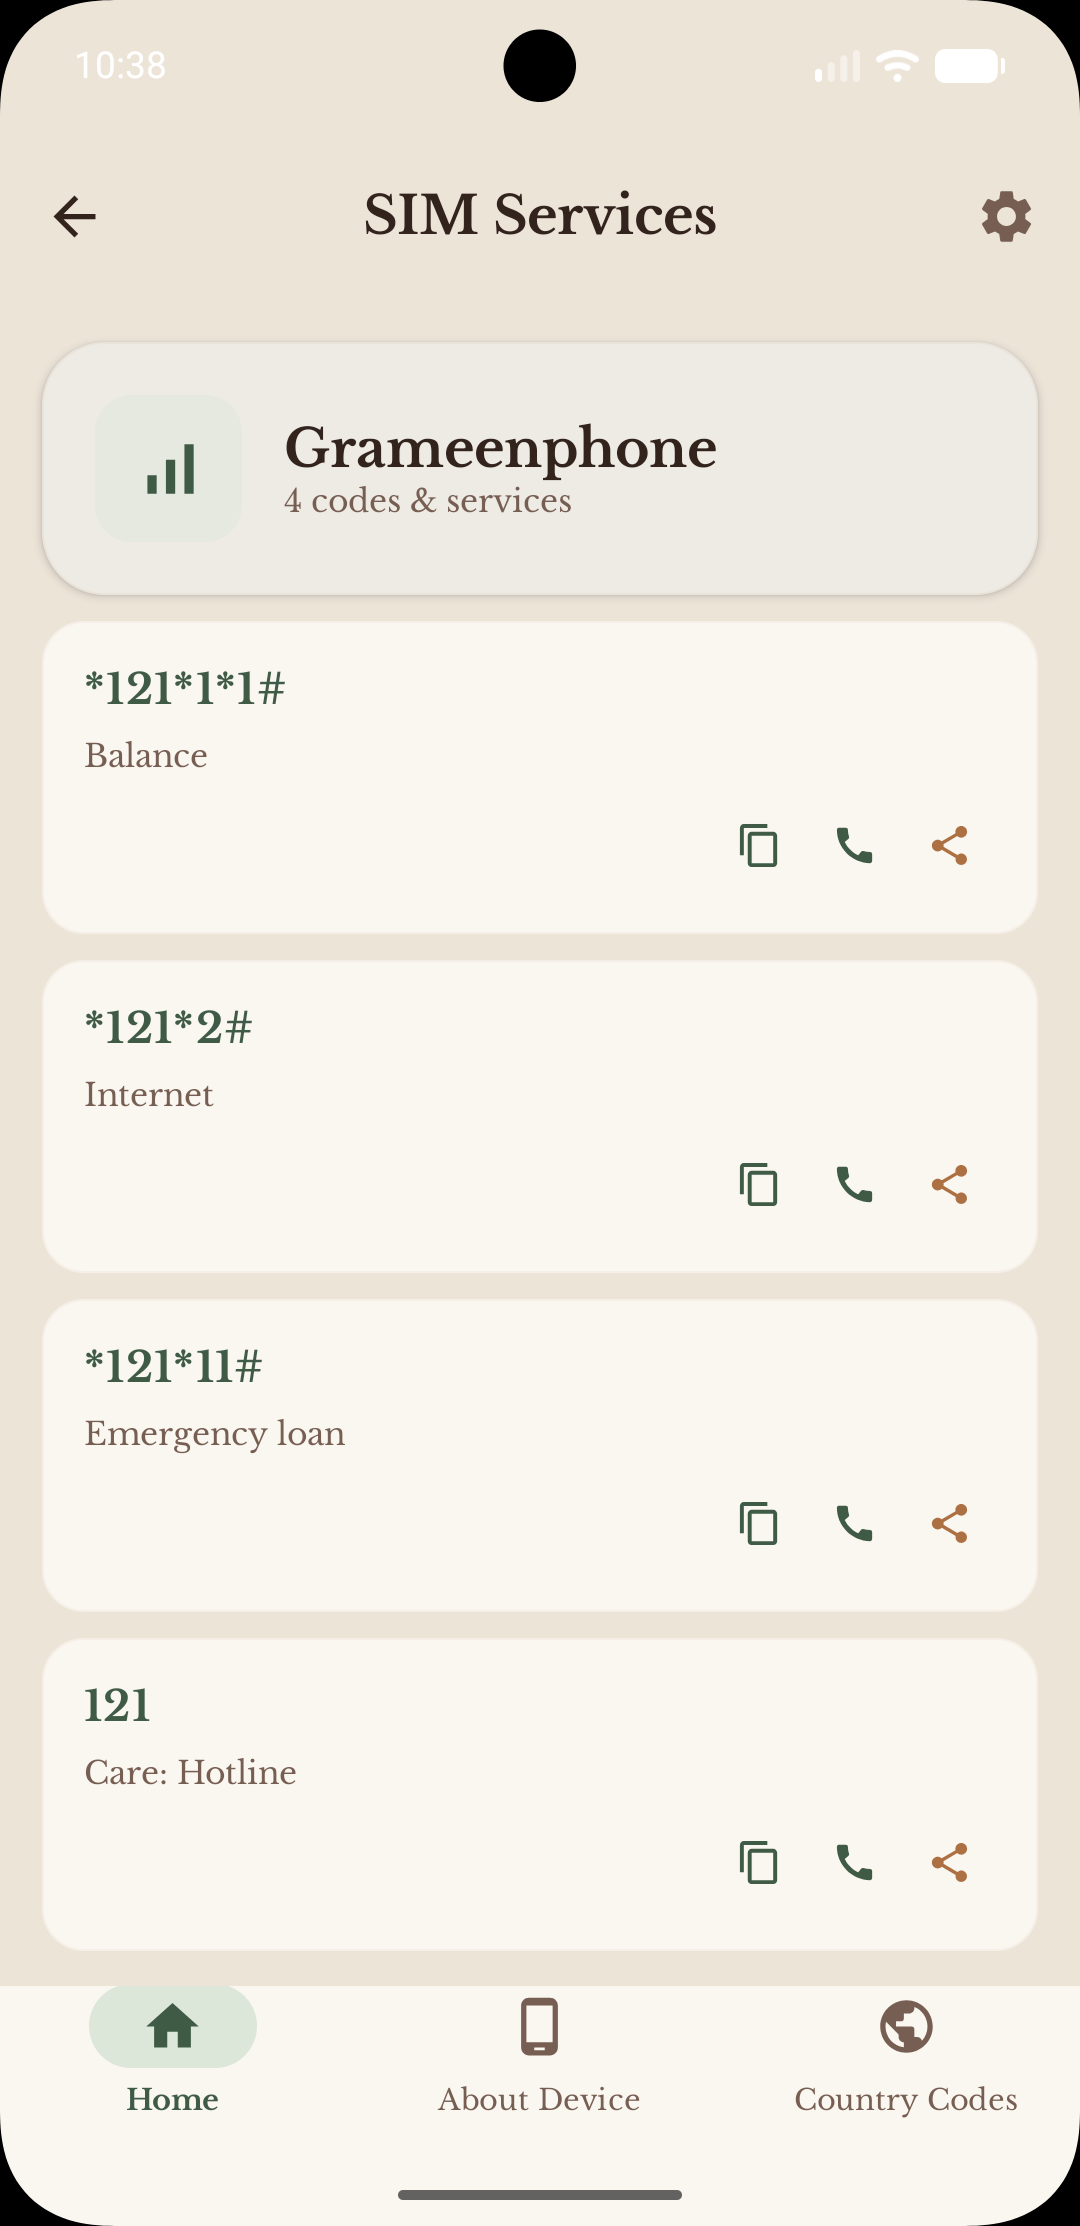 10:38
SIM Services
Grameenphone
4 codes & services
*121*1*1#
Balance
*121*2#
Internet
*121*11#
Emergency loan
121
Care: Hotline
Home
About Device
Country Codes